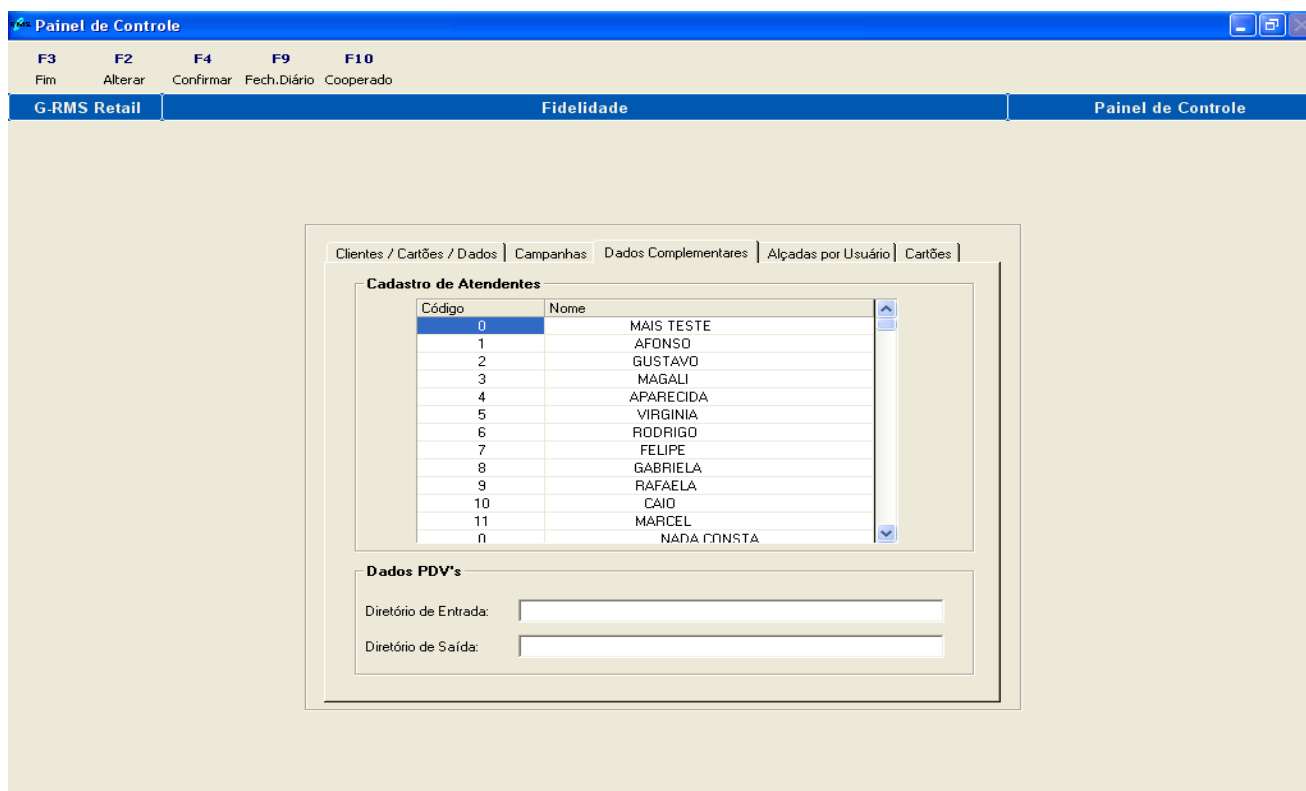 RMS Painel de Controle
F3 F2 F4 F9 F10
Fim Alterar Confirmar Fech.Diário Cooperado
G-RMS Retail Fidelidade Painel de Controle
Clientes / Cartões / Dados Campanhas Dados Complementares Alçadas por Usuário Cartões
Cadastro de Atendentes
Código Nome
0 MAIS TESTE
1 AFONSO
2 GUSTAVO
3 MAGALI
4 APARECIDA
5 VIRGINIA
6 RODRIGO
7 FELIPE
8 GABRIELA
9 RAFAELA
10 CAIO
11 MARCEL
0 NADA CONSTA
Dados PDV's
Diretório de Entrada:
Diretório de Saída: